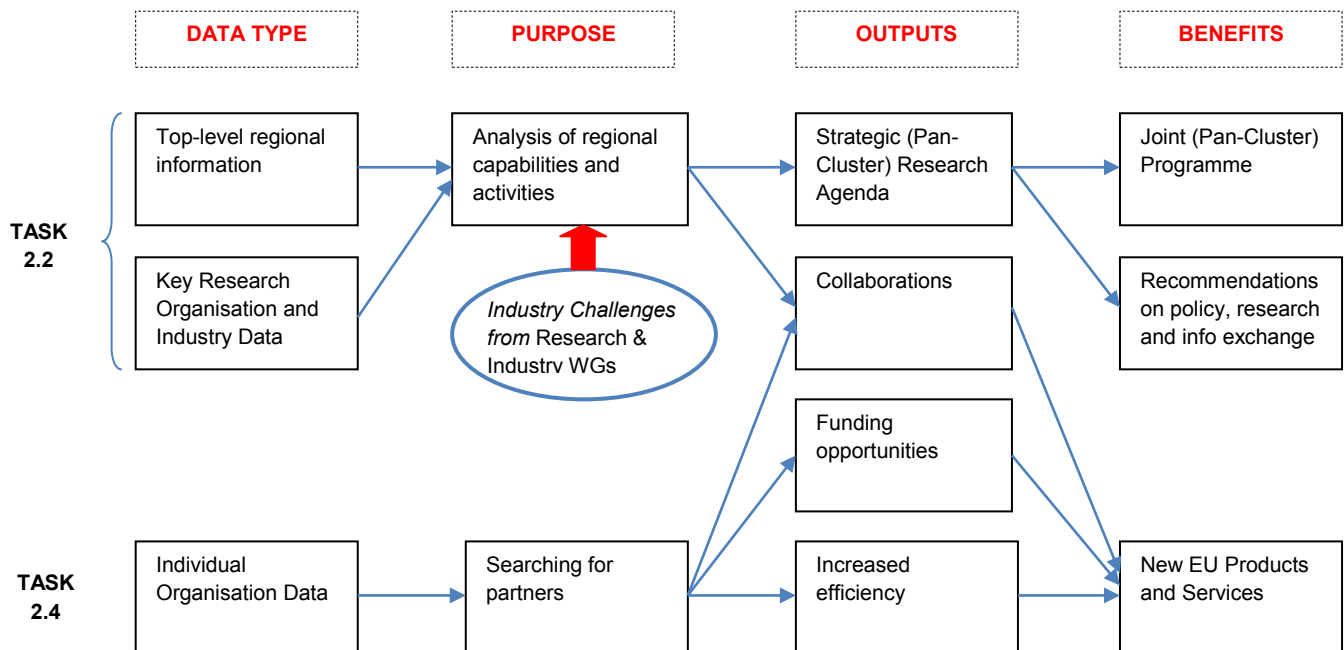 DATA TYPE
PURPOSE
OUTPUTS
BENEFITS
TASK
2.2
Top-level regional
information
Analysis of regional
capabilities and
activities
Strategic (Pan-
Cluster) Research
Agenda
Joint (Pan-Cluster)
Programme
Key Research
Organisation and
Industry Data
Industry Challenges
from Research &
Industry WGs
Collaborations
Recommendations
on policy, research
and info exchange
Funding
opportunities
TASK
2.4
Individual
Organisation Data
Searching for
partners
Increased
efficiency
New EU Products
and Services